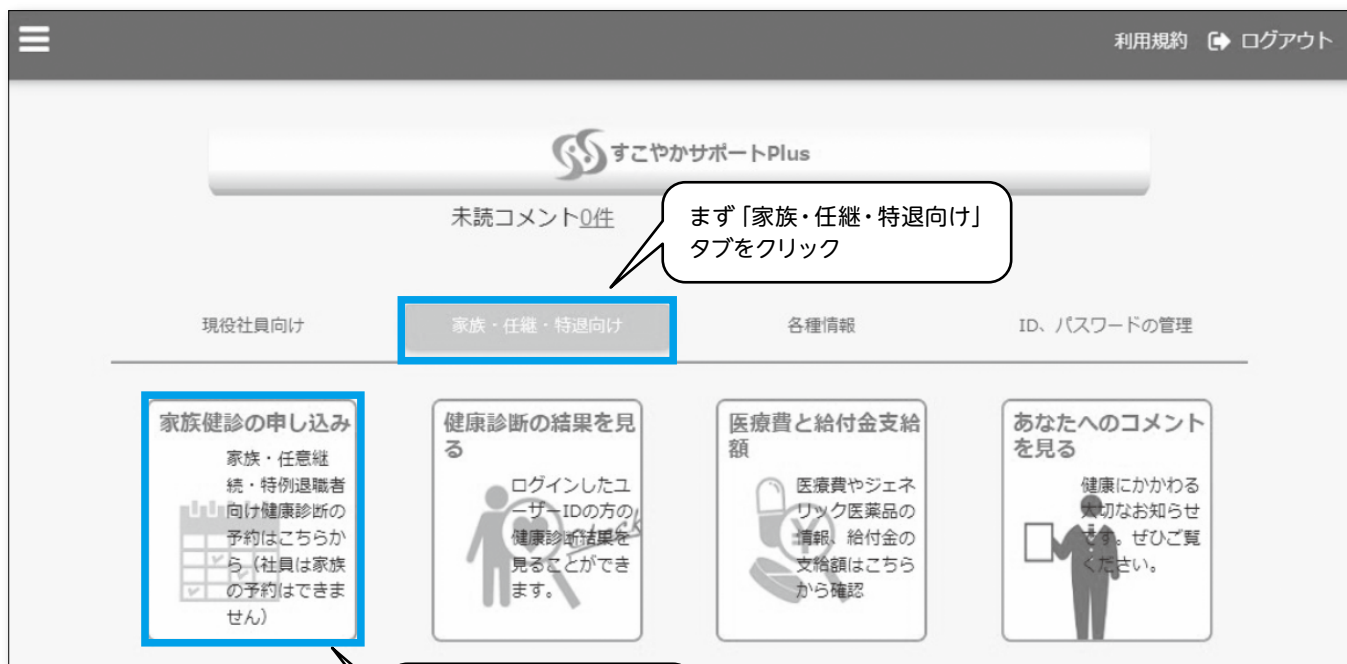 利用規約 ログアウト
すこやかサポートPlus
未読コメント0件
まず「家族・任継・特退向け」
タブをクリック
現役社員向け
家族・任継・特退向け
各種情報
ID、パスワードの管理
家族健診の申し込み
家族・任意継
続・特例退職者
向け健康診断の
予約はこちらか
ら（社員は家族
の予約はできま
せん）
健康診断の結果を見
る
ログインしたユ
ーザーIDの方の
健康診断結果を
見ることができ
ます。
check
医療費と給付金支給
額
医療費やジェネ
リック医薬品の
情報、給付金の
支給額はこちら
から確認
あなたへのコメント
を見る
健康にかかわる
大切なお知らせ
です。ぜひご覧
ください。